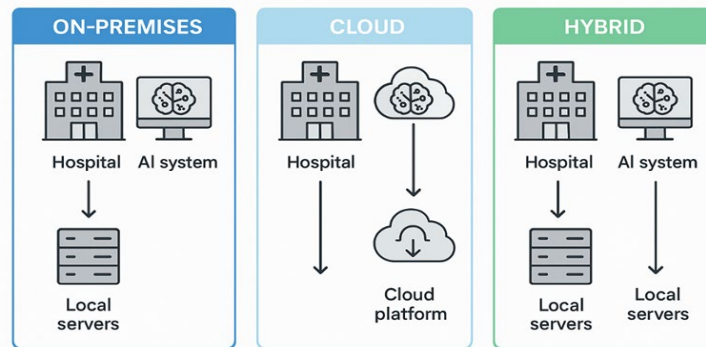 ON-PREMISES
Hospital
AI system
Local
servers
CLOUD
Hospital
Cloud
platform
HYBRID
Hospital
AI system
Local
servers
Local
servers